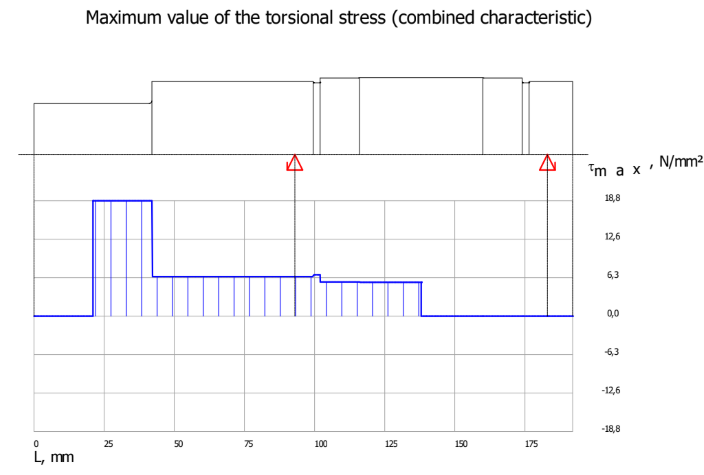 Maximum value of the torsional stress (combined characteristic)
τm a x , N/mm²
18,8
12,6
6,3
0,0
-6,3
-12,6
-18,8
0 25 50 75 100 125 150 175
L, mm